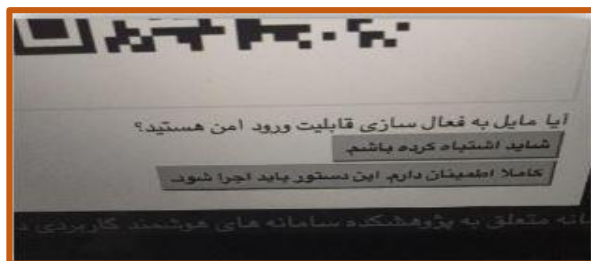 آیا مایل به فعال سازی قابلیت ورود امن هستید؟
شاید اشتباه کرده باشم.
کاملا اطمینان دارم. این دستور باید اجرا شود.
متعلق به پژوهشکده سامانه های هوشمند کاربردی